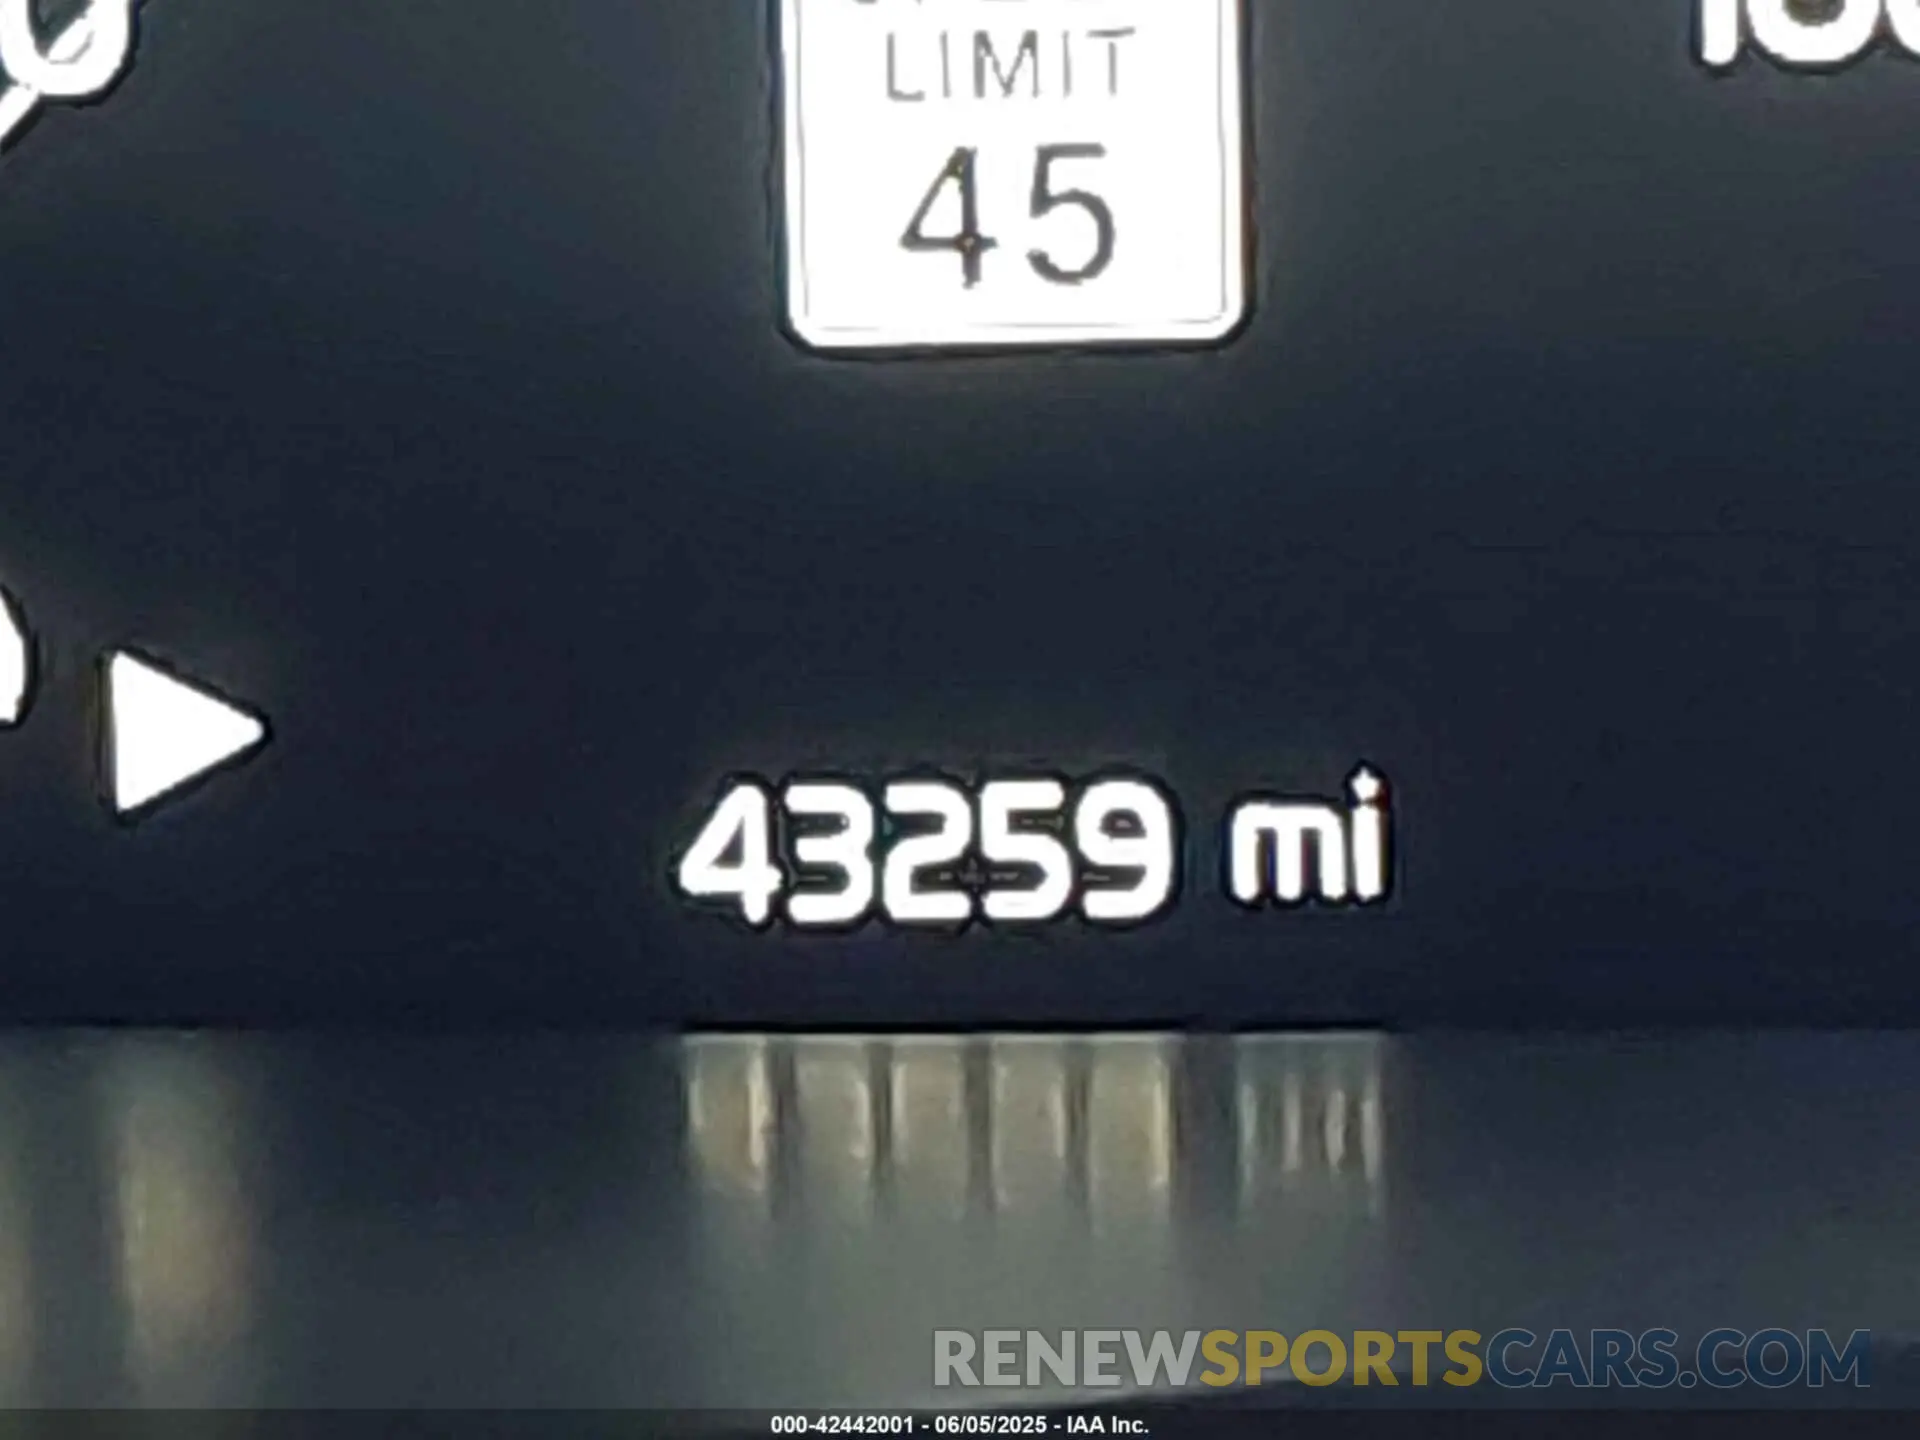 LIMIT
45
43259 mi
RENEWSPORTSCARS.COM
000-42442001 - 06/05/2025 - IAA Inc.